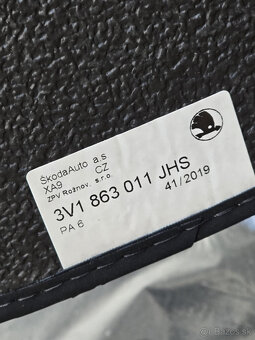 ŠkodaAuto a.s.
XA9 CZ
ZPV Rožnov, s.r.o.
3V1 863 011 JHS
PA 6 41/2019